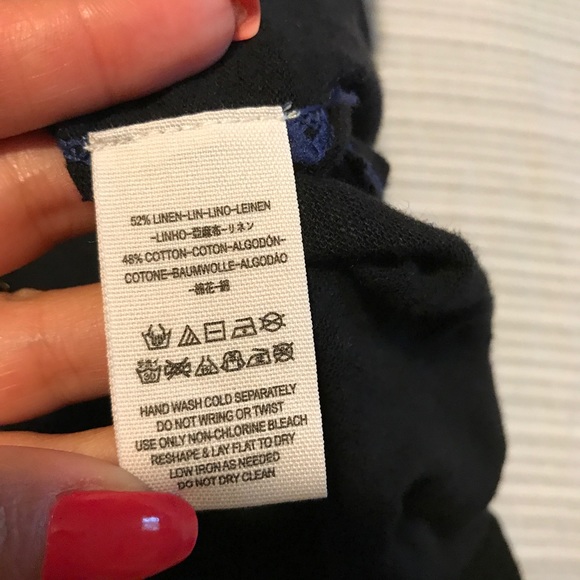 52% LINEN-LIN-LINO-LEINEN
-LINHO-亞麻布-リネン
48% COTTON-COTON-ALGODÓN-
COTONE-BAUMWOLLE-ALGODÃO
-棉花-綿
HAND WASH COLD SEPARATELY
DO NOT WRING OR TWIST
USE ONLY NON-CHLORINE BLEACH
RESHAPE & LAY FLAT TO DRY
LOW IRON AS NEEDED
DO NOT DRY CLEAN